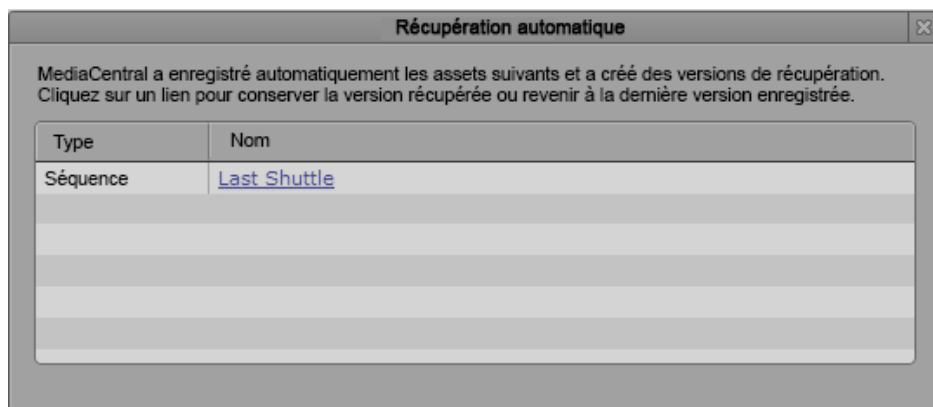 Récupération automatique
MediaCentral a enregistré automatiquement les assets suivants et a créé des versions de récupération.
Cliquez sur un lien pour conserver la version récupérée ou revenir à la dernière version enregistrée.
Type Nom
Séquence Last Shuttle